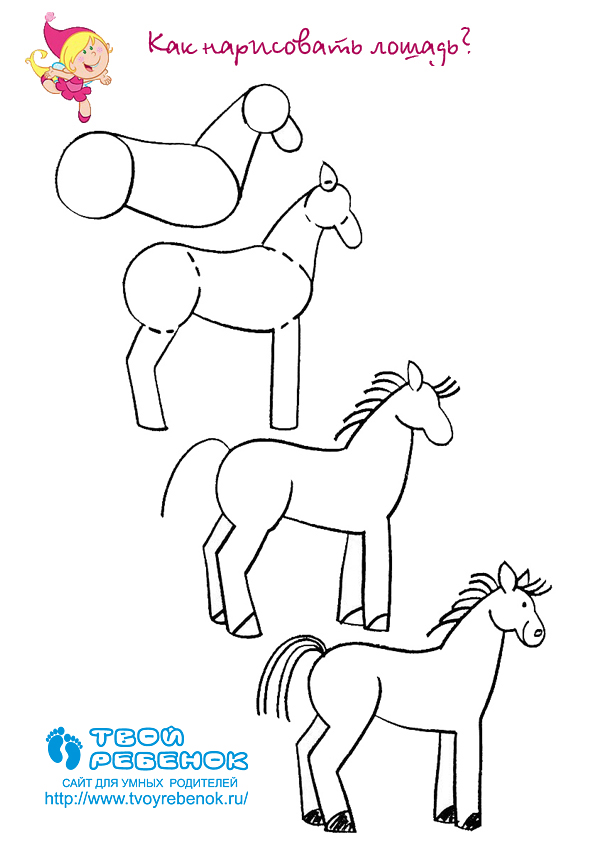 Как нарисовать лошадь?
ТВОЙ
РЕБЕНОК
САЙТ ДЛЯ УМНЫХ РОДИТЕЛЕЙ
http://www.tvoyrebenok.ru/